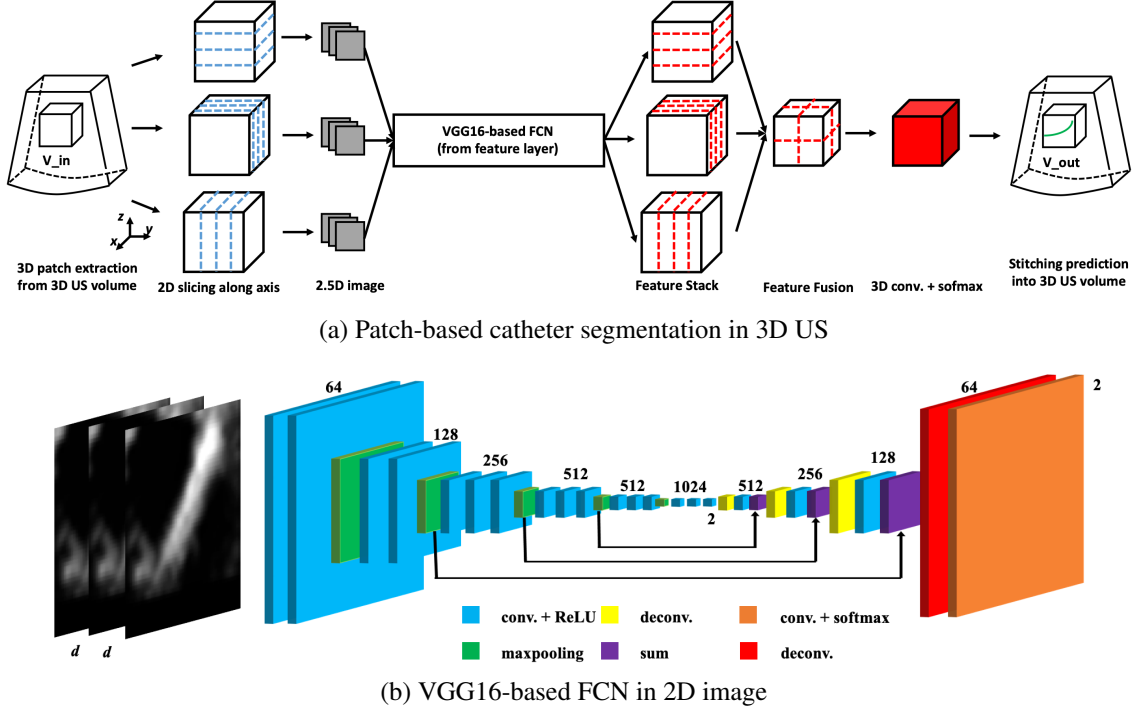 V_in
z
y
x
3D patch extraction
from 3D US volume
2D slicing along axis
2.5D image
VGG16-based FCN
(from feature layer)
Feature Stack
Feature Fusion
3D conv. + sofmax
V_out
Stitching prediction
into 3D US volume
(a) Patch-based catheter segmentation in 3D US
64
128
256
512
512
1024
2
512
256
128
64
2
d
d
conv. + ReLU
deconv.
conv. + softmax
maxpooling
sum
deconv.
(b) VGG16-based FCN in 2D image